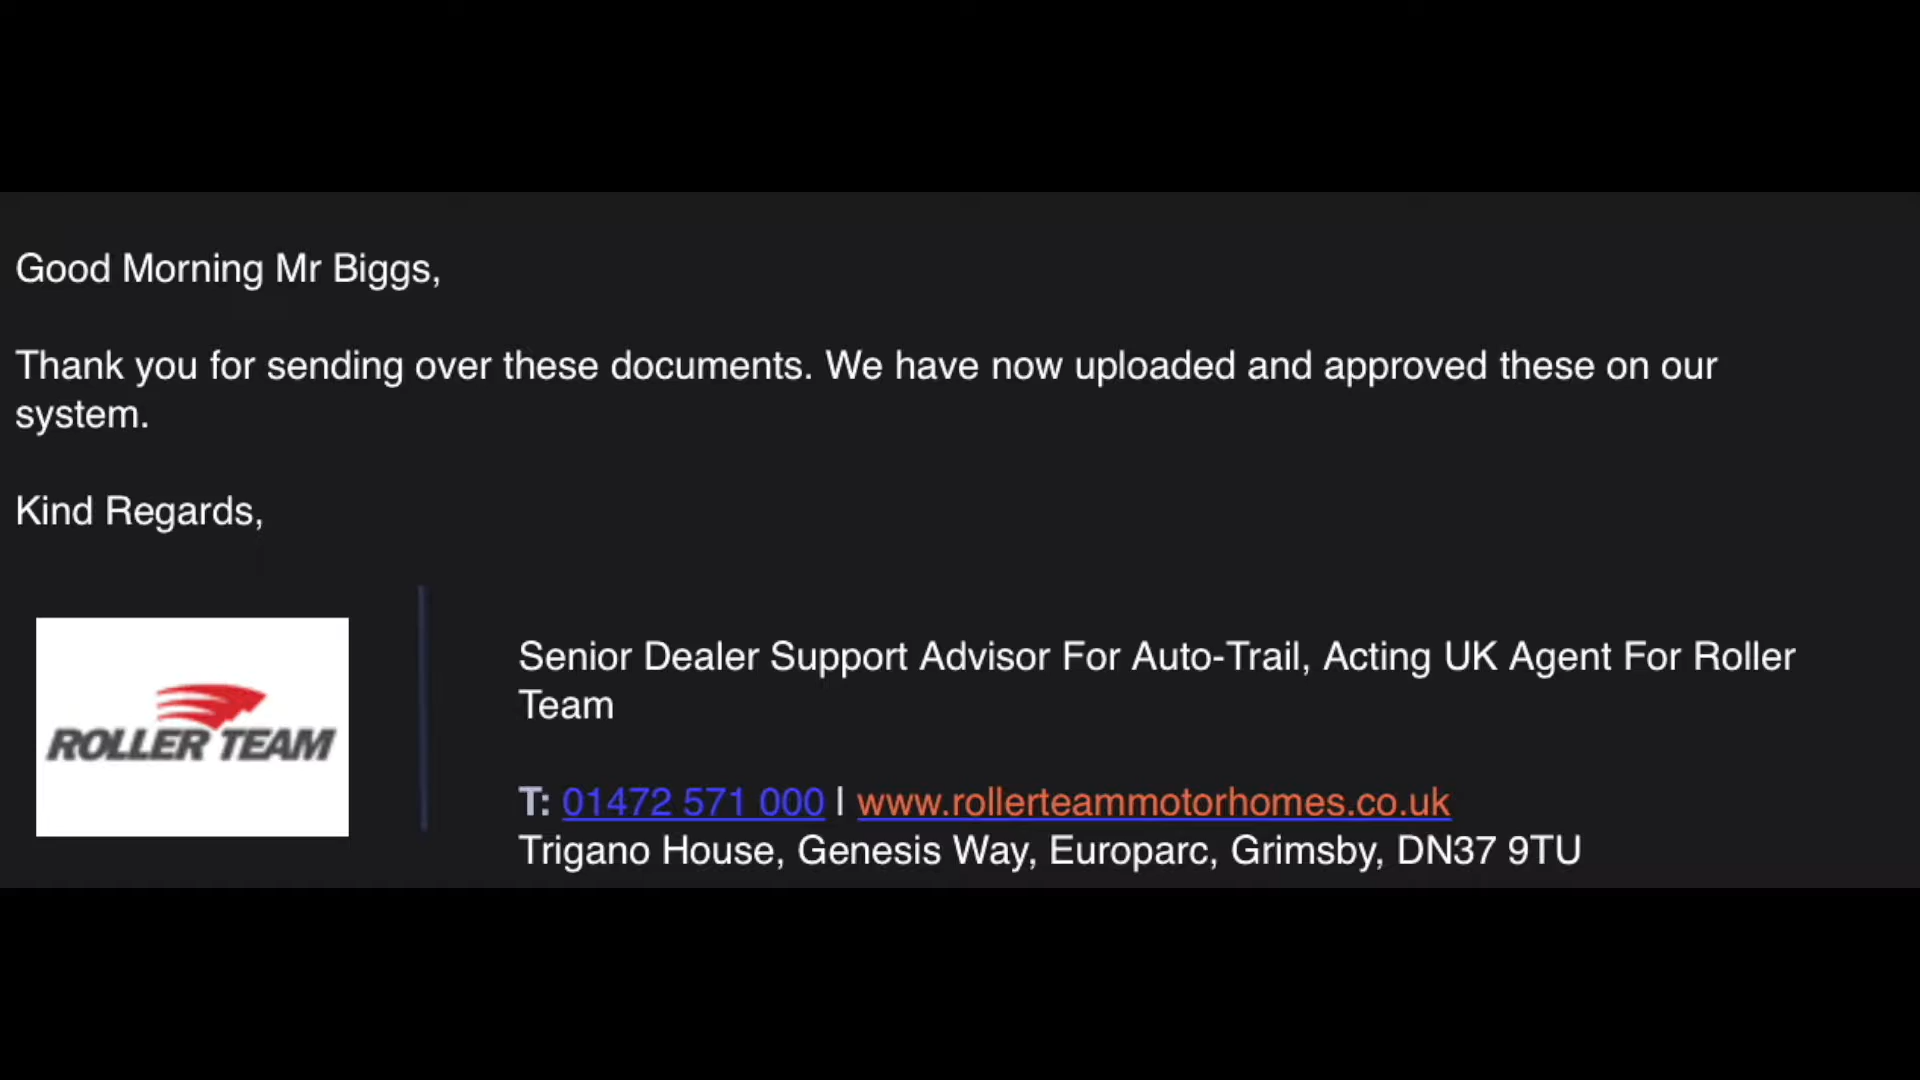 Good Morning Mr Biggs,
Thank you for sending over these documents. We have now uploaded and approved these on our
system.
Kind Regards,
ROLLER TEAM
Senior Dealer Support Advisor For Auto-Trail, Acting UK Agent For Roller
Team
T: 01472 571 000 | www.rollerteammotorhomes.co.uk
Trigano House, Genesis Way, Europarc, Grimsby, DN37 9TU